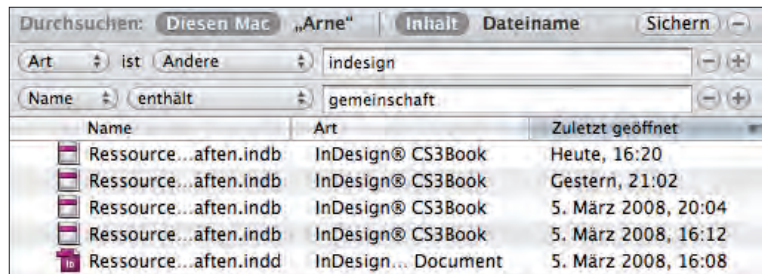 Durchsuchen: Diesen Mac „Arne“ Inhalt Dateiname Sichern
Art ist Andere indesign
Name enthält gemeinschaft
Name Art Zuletzt geöffnet
Ressource...aften.indb InDesign® CS3Book Heute, 16:20
Ressource...aften.indb InDesign® CS3Book Gestern, 21:02
Ressource...aften.indb InDesign® CS3Book 5. März 2008, 20:04
Ressource...aften.indb InDesign® CS3Book 5. März 2008, 16:12
Ressource...aften.indd InDesign... Document 5. März 2008, 16:08